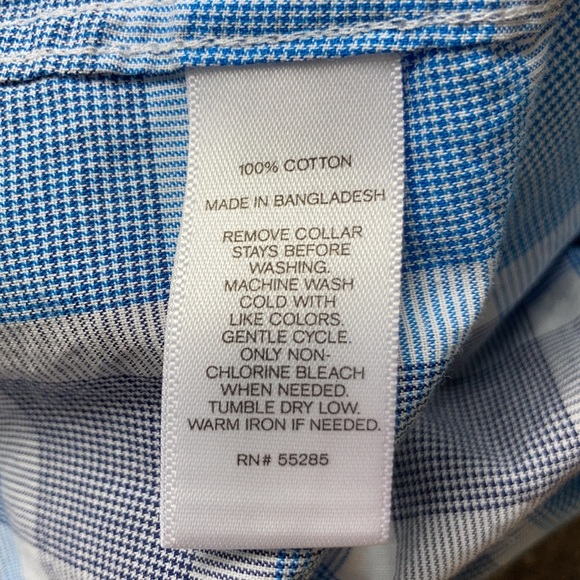 100% COTTON
MADE IN BANGLADESH
REMOVE COLLAR
STAYS BEFORE
WASHING.
MACHINE WASH
COLD WITH
LIKE COLORS.
GENTLE CYCLE.
ONLY NON-
CHLORINE BLEACH
WHEN NEEDED.
TUMBLE DRY LOW.
WARM IRON IF NEEDED.
RN# 55285